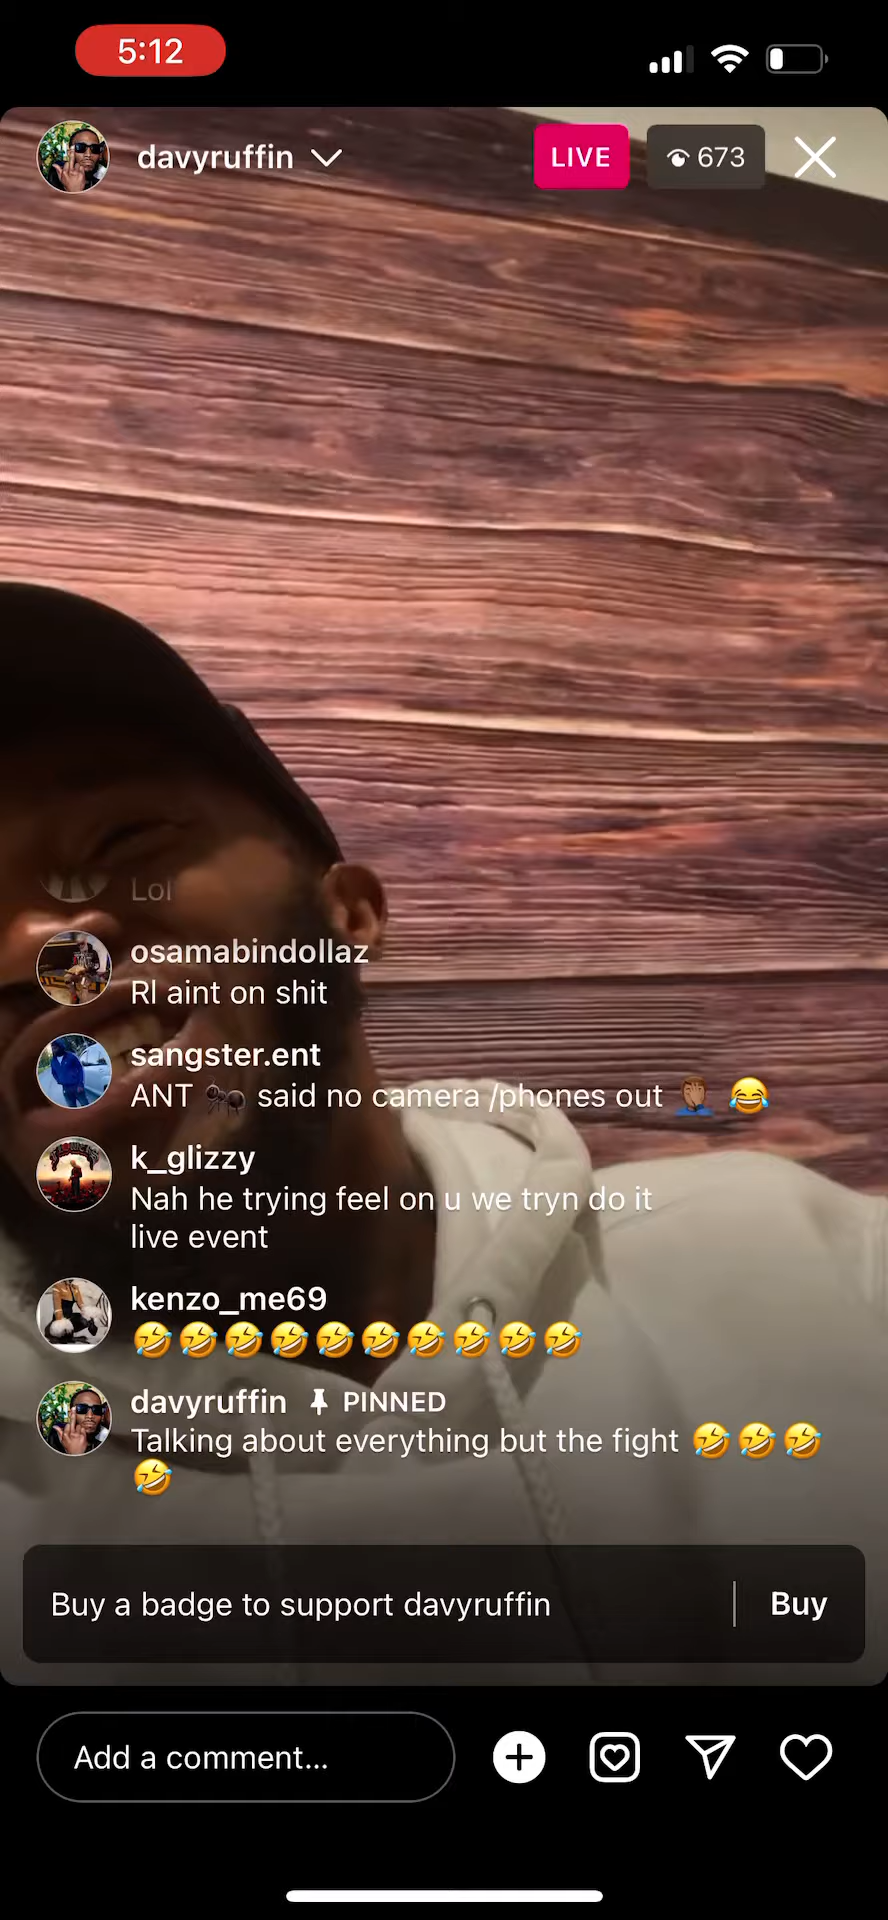 5:12
davyruffin
LIVE
673
Lol
osamabindollaz
Rl aint on shit
sangster.ent
ANT 🐜 said no camera /phones out 🤦🏽‍♂️ 😂
k_glizzy
Nah he trying feel on u we tryn do it
live event
kenzo_me69
🤣🤣🤣🤣🤣🤣🤣🤣🤣🤣
davyruffin 📌 PINNED
Talking about everything but the fight 🤣🤣🤣
🤣
Buy a badge to support davyruffin
Buy
Add a comment...